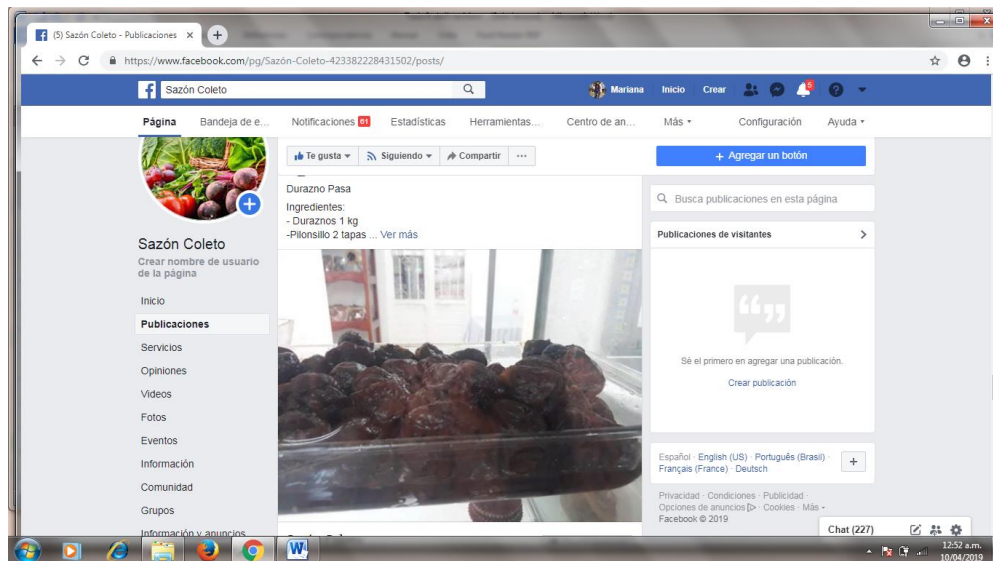 (5) Sazón Coleto - Publicaciones
https://www.facebook.com/pg/Sazón-Coleto-423382228431502/posts/
Sazón Coleto
Mariana Inicio Crear 5
Página Bandeja de e... Notificaciones 61 Estadísticas Herramientas... Centro de an... Más Configuración Ayuda
Te gusta Siguiendo Compartir ...
+ Agregar un botón
Durazno Pasa
Ingredientes:
- Duraznos 1 kg
-Pilonsillo 2 tapas ... Ver más
Sazón Coleto
Crear nombre de usuario
de la página
Inicio
Publicaciones
Servicios
Opiniones
Videos
Fotos
Eventos
Información
Comunidad
Grupos
Información y anuncios
Busca publicaciones en esta página
Publicaciones de visitantes
Sé el primero en agregar una publicación.
Crear publicación
Español · English (US) · Português (Brasil) ·
Français (France) · Deutsch
Privacidad · Condiciones · Publicidad ·
Opciones de anuncios · Cookies · Más
Facebook © 2019
Chat (227)
12:52 a.m.
10/04/2019